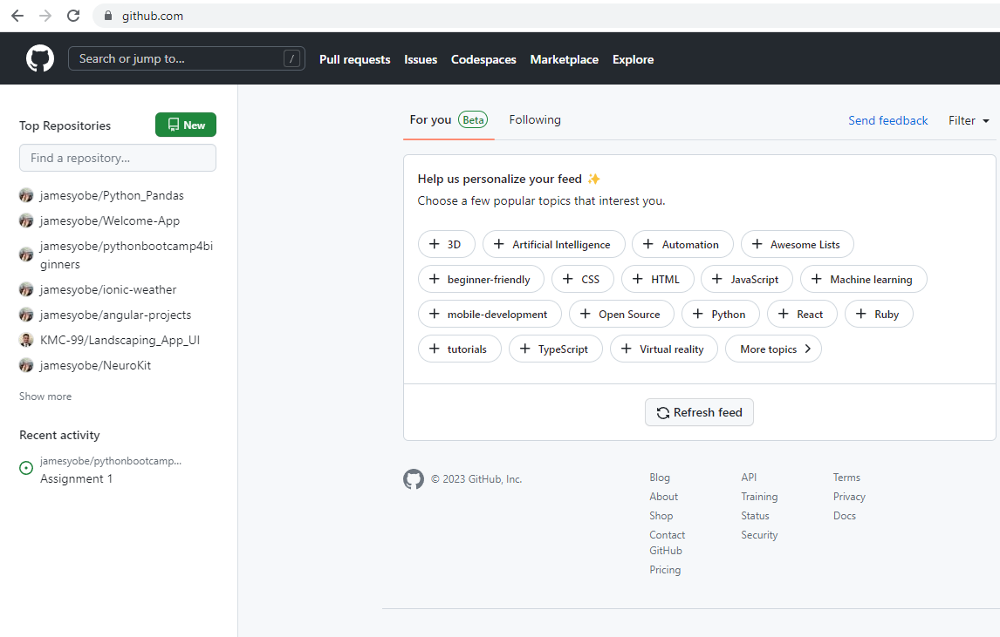 github.com
Search or jump to... /
Pull requests Issues Codespaces Marketplace Explore
Top Repositories New
Find a repository...
jamesyobe/Python_Pandas
jamesyobe/Welcome-App
jamesyobe/pythonbootcamp4bi
ginners
jamesyobe/ionic-weather
jamesyobe/angular-projects
KMC-99/Landscaping_App_UI
jamesyobe/NeuroKit
Show more
Recent activity
jamesyobe/pythonbootcamp...
Assignment 1
For you Beta Following Send feedback Filter
Help us personalize your feed ✨
Choose a few popular topics that interest you.
+ 3D + Artificial Intelligence + Automation + Awesome Lists
+ beginner-friendly + CSS + HTML + JavaScript + Machine learning
+ mobile-development + Open Source + Python + React + Ruby
+ tutorials + TypeScript + Virtual reality More topics >
Refresh feed
© 2023 GitHub, Inc.
Blog
About
Shop
Contact
GitHub
Pricing
API
Training
Status
Security
Terms
Privacy
Docs